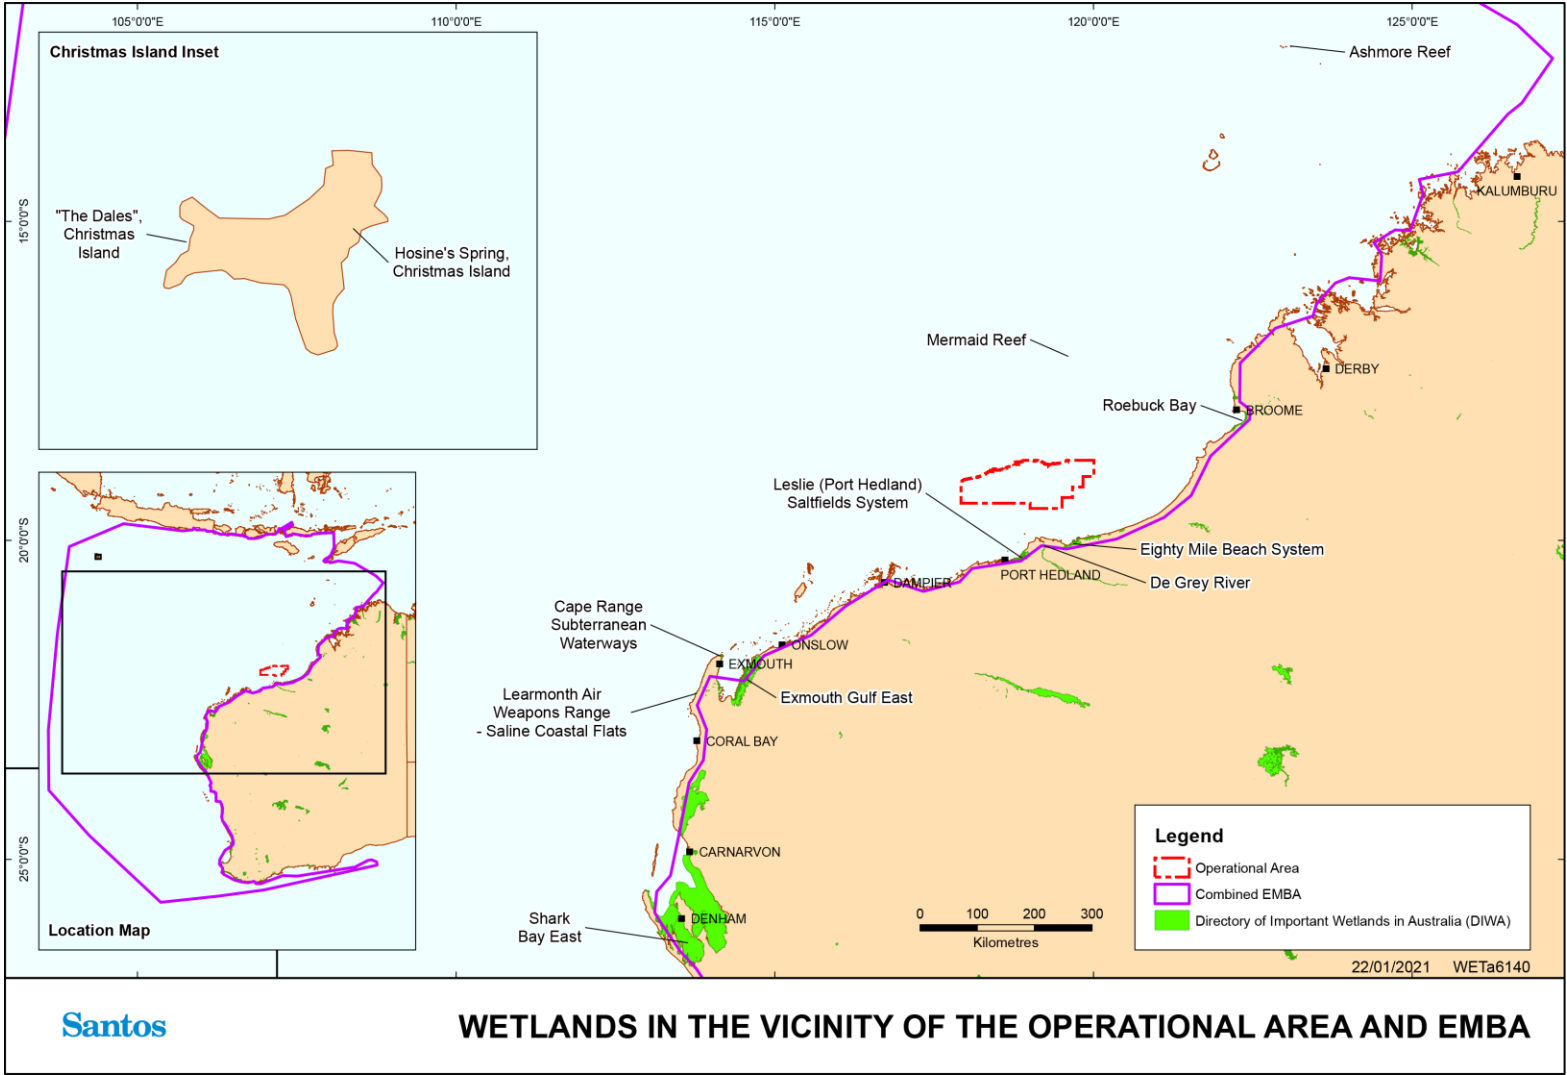 105°0'0"E
110°0'0"E
115°0'0"E
120°0'0"E
125°0'0"E
15°0'0"S
20°0'0"S
25°0'0"S
Christmas Island Inset
"The Dales",
Christmas
Island
Hosine's Spring,
Christmas Island
Ashmore Reef
KALUMBURU
Mermaid Reef
DERBY
Roebuck Bay
BROOME
Leslie (Port Hedland)
Saltfields System
Eighty Mile Beach System
PORT HEDLAND
De Grey River
DAMPIER
Cape Range
Subterranean
Waterways
ONSLOW
EXMOUTH
Learmonth Air
Weapons Range
- Saline Coastal Flats
Exmouth Gulf East
CORAL BAY
CARNARVON
DENHAM
Shark
Bay East
Location Map
0 100 200 300
Kilometres
Legend
Operational Area
Combined EMBA
Directory of Important Wetlands in Australia (DIWA)
22/01/2021 WETa6140
Santos
WETLANDS IN THE VICINITY OF THE OPERATIONAL AREA AND EMBA